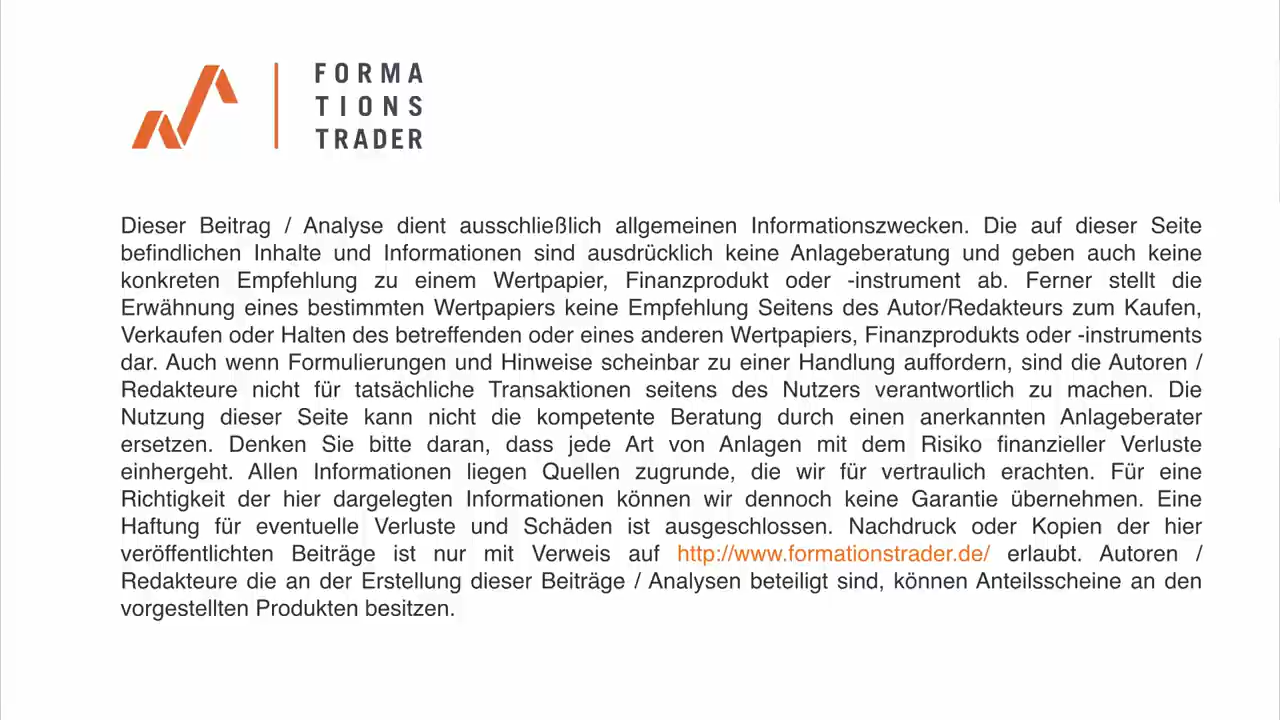 FORMA
TIONS
TRADER
Dieser Beitrag / Analyse dient ausschließlich allgemeinen Informationszwecken. Die auf dieser Seite
befindlichen Inhalte und Informationen sind ausdrücklich keine Anlageberatung und geben auch keine
konkreten Empfehlung zu einem Wertpapier, Finanzprodukt oder -instrument ab. Ferner stellt die
Erwähnung eines bestimmten Wertpapiers keine Empfehlung Seitens des Autor/Redakteurs zum Kaufen,
Verkaufen oder Halten des betreffenden oder eines anderen Wertpapiers, Finanzprodukts oder -instruments
dar. Auch wenn Formulierungen und Hinweise scheinbar zu einer Handlung auffordern, sind die Autoren /
Redakteure nicht für tatsächliche Transaktionen seitens des Nutzers verantwortlich zu machen. Die
Nutzung dieser Seite kann nicht die kompetente Beratung durch einen anerkannten Anlageberater
ersetzen. Denken Sie bitte daran, dass jede Art von Anlagen mit dem Risiko finanzieller Verluste
einhergeht. Allen Informationen liegen Quellen zugrunde, die wir für vertraulich erachten. Für eine
Richtigkeit der hier dargelegten Informationen können wir dennoch keine Garantie übernehmen. Eine
Haftung für eventuelle Verluste und Schäden ist ausgeschlossen. Nachdruck oder Kopien der hier
veröffentlichten Beiträge ist nur mit Verweis auf http://www.formationstrader.de/ erlaubt. Autoren /
Redakteure die an der Erstellung dieser Beiträge / Analysen beteiligt sind, können Anteilsscheine an den
vorgestellten Produkten besitzen.